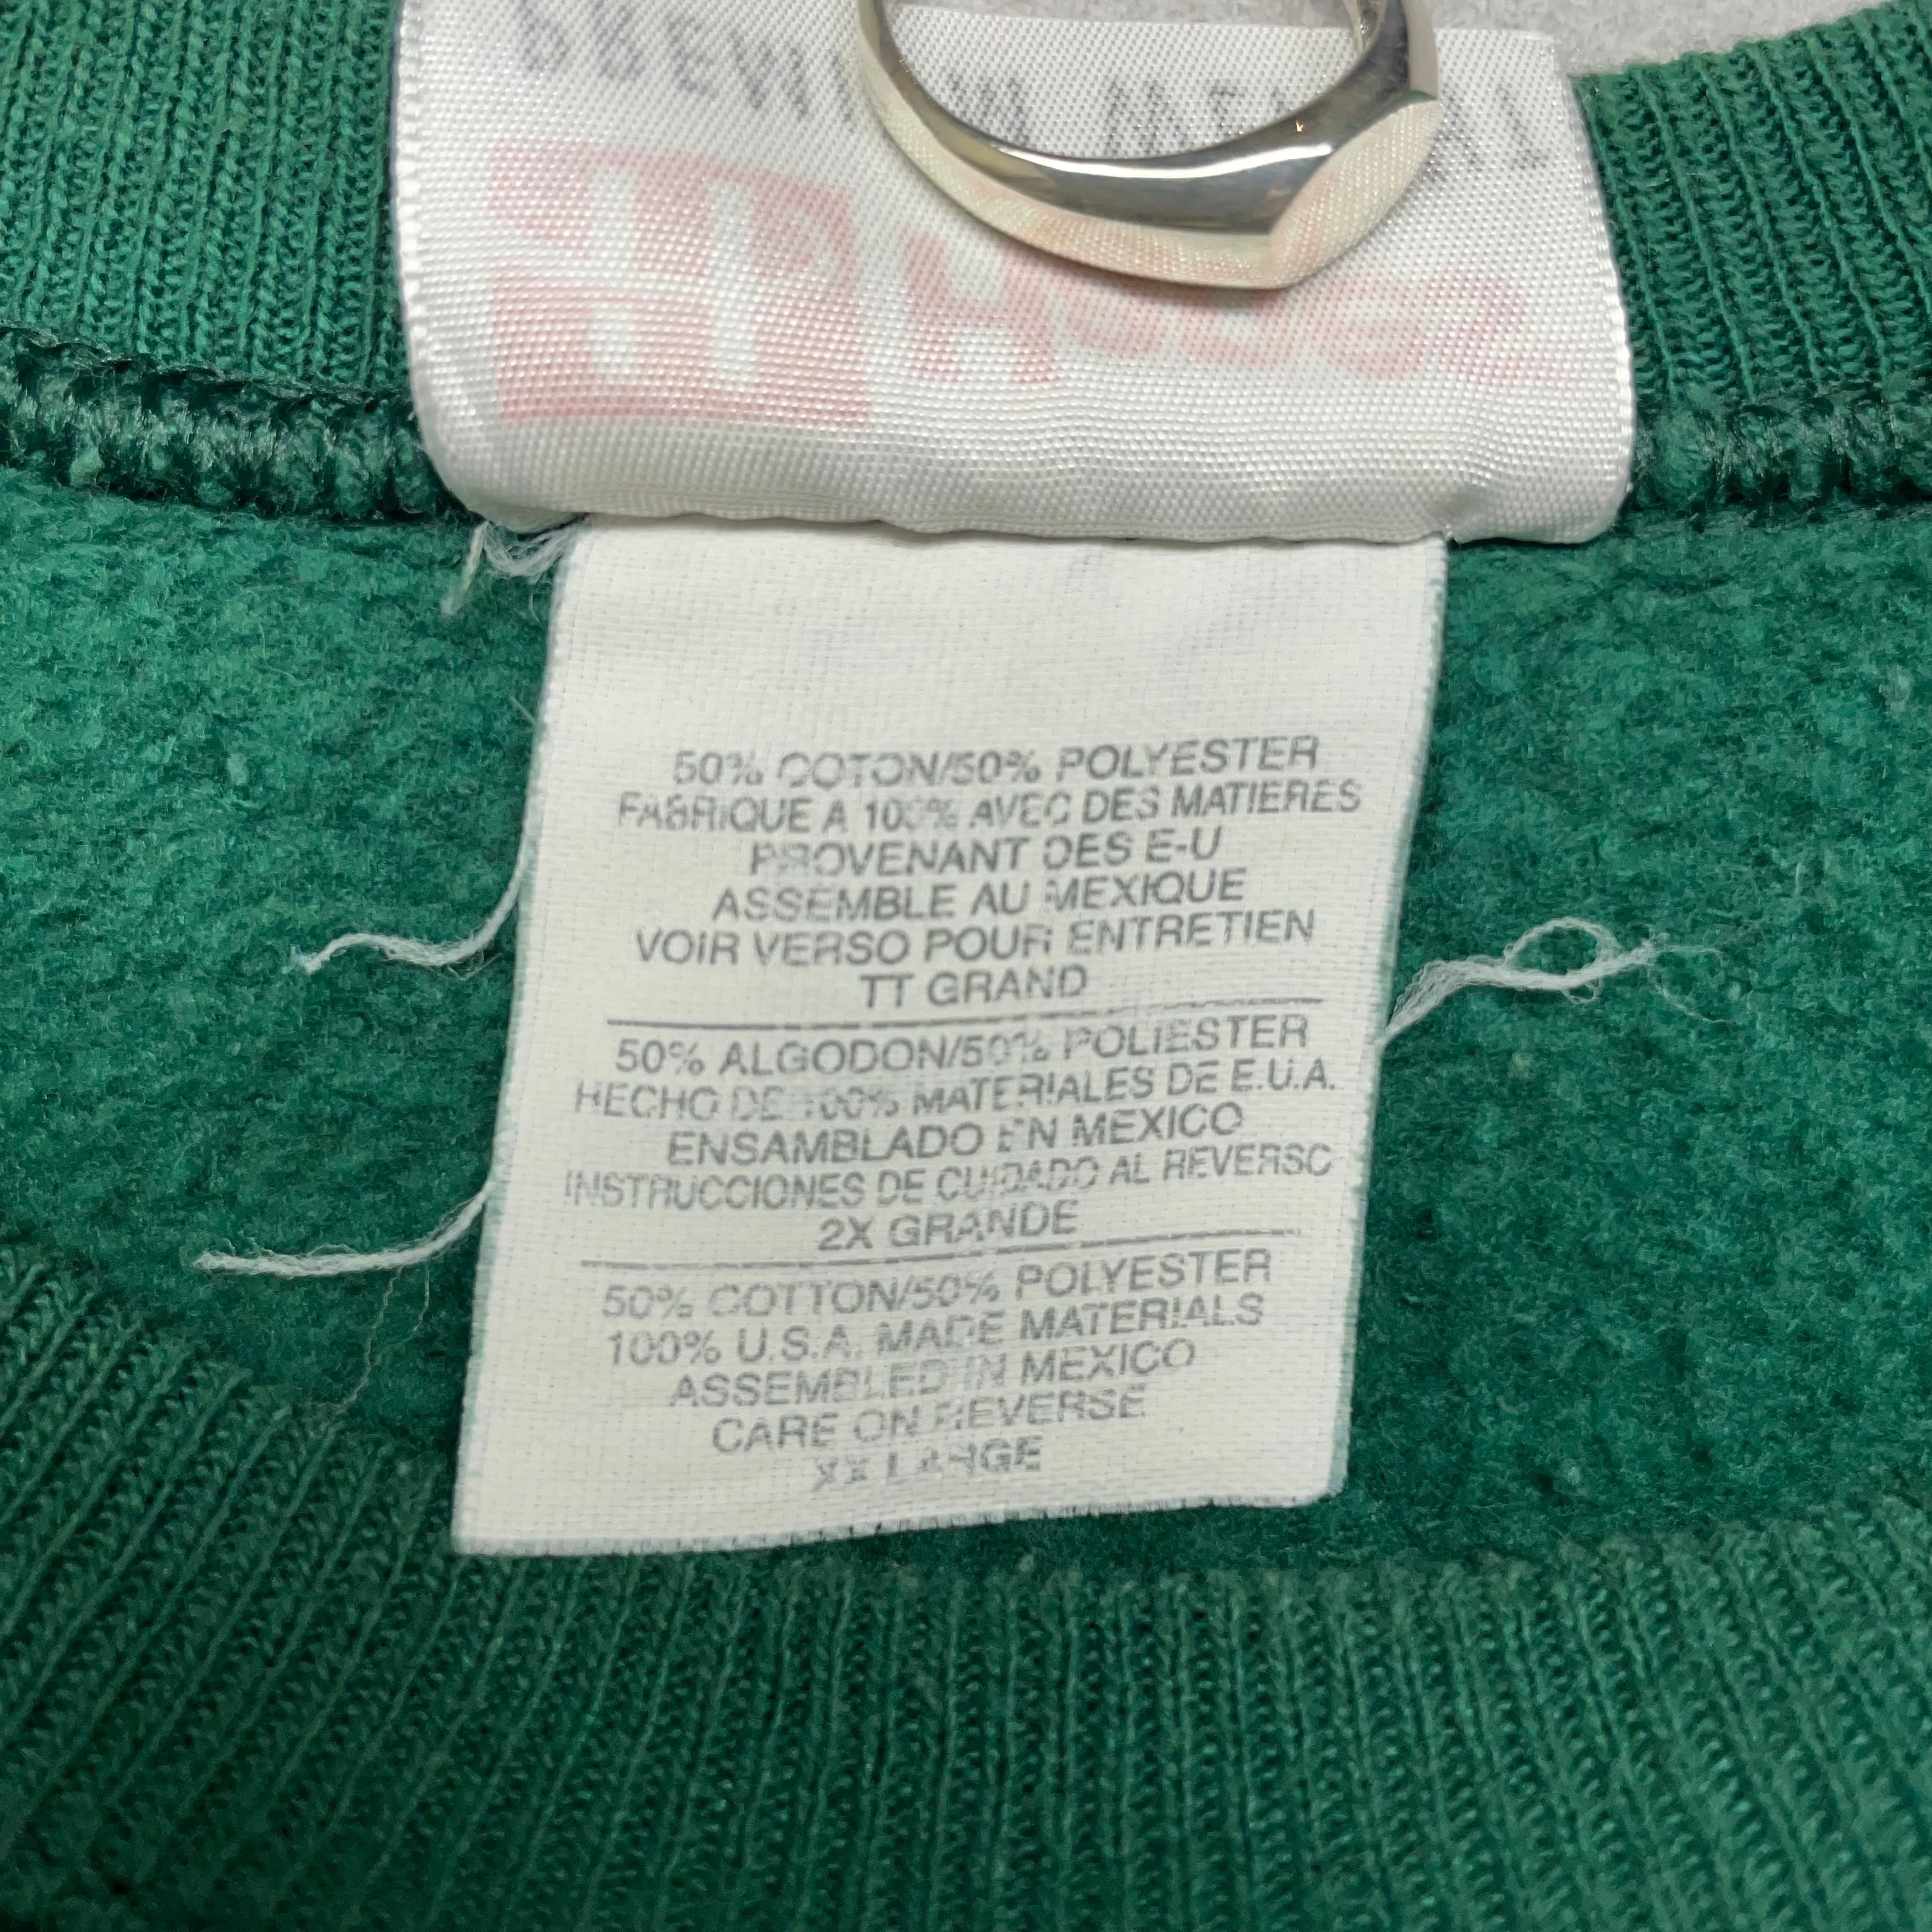 50% COTON/50% POLYESTER
FABRIQUE A 100% AVEC DES MATIERES
PROVENANT DES E-U
ASSEMBLE AU MEXIQUE
VOIR VERSO POUR ENTRETIEN
TT GRAND
50% ALGODON/50% POLIESTER
HECHO DE 100% MATERIALES DE E.U.A.
ENSAMBLADO EN MEXICO
INSTRUCCIONES DE CUIDADO AL REVERSO
2X GRANDE
50% COTTON/50% POLYESTER
100% U.S.A. MADE MATERIALS
ASSEMBLED IN MEXICO
CARE ON REVERSE
XX LARGE